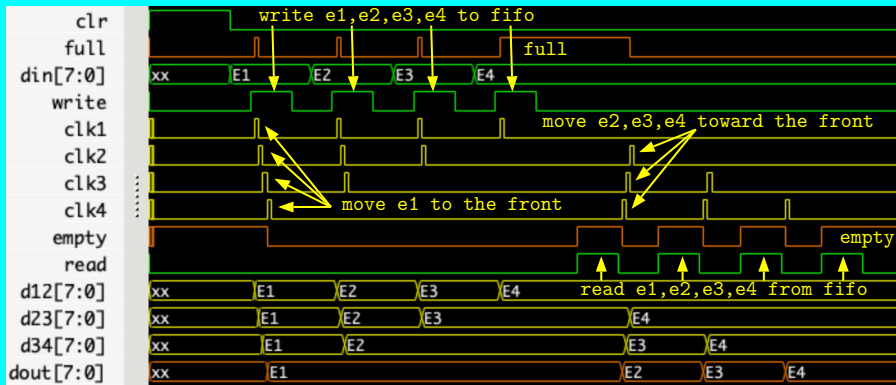 clr write e1,e2,e3,e4 to fifo
full full
din[7:0] xx E1 E2 E3 E4
write
clk1 move e2,e3,e4 toward the front
clk2
clk3
clk4 move e1 to the front
empty empty
read
d12[7:0] xx E1 E2 E3 E4 read e1,e2,e3,e4 from fifo
d23[7:0] xx E1 E2 E3 E4
d34[7:0] xx E1 E2 E3 E4
dout[7:0] xx E1 E2 E3 E4